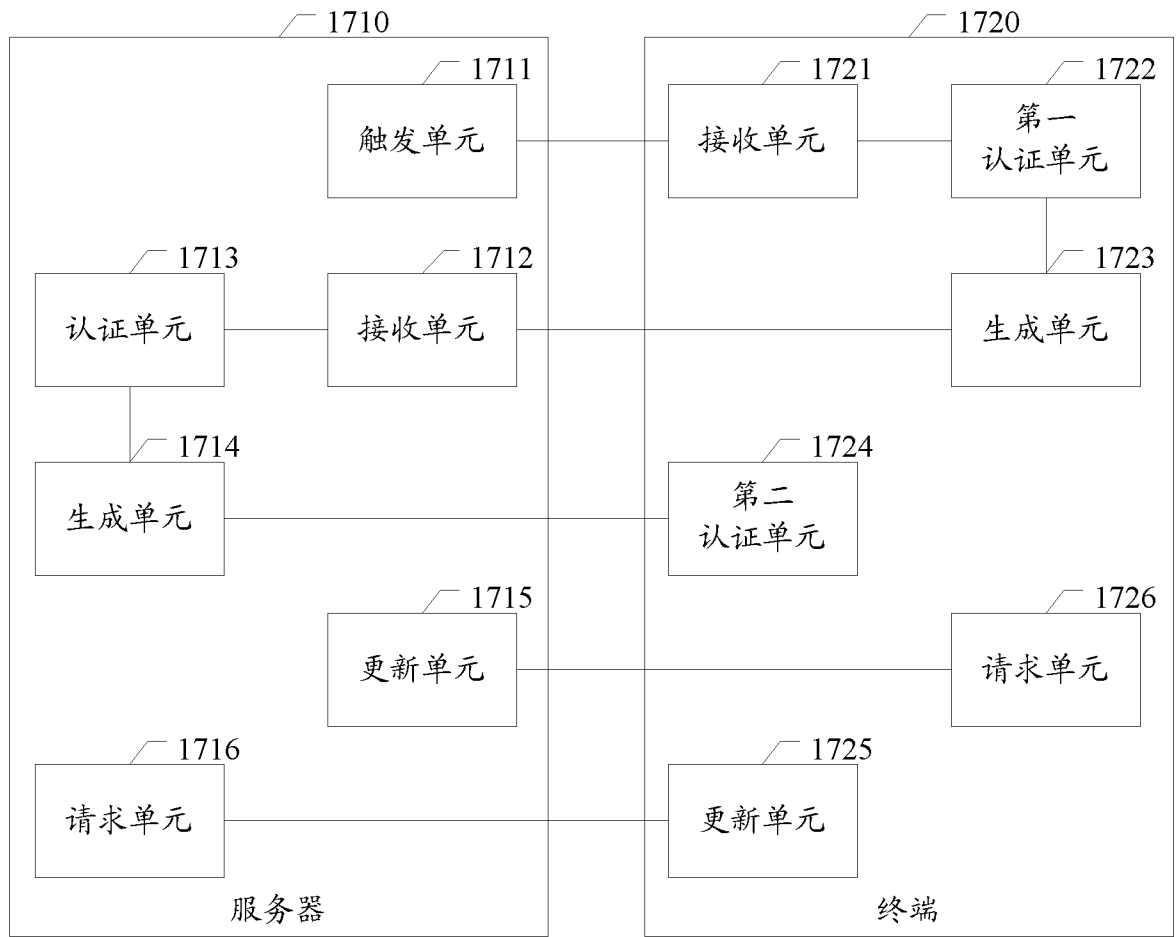 1710
1720
1711
1721
1722
触发单元
接收单元
第一
认证单元
1713
1712
1723
认证单元
接收单元
生成单元
1714
1724
生成单元
第二
认证单元
1715
1726
更新单元
请求单元
1716
1725
请求单元
更新单元
服务器
终端